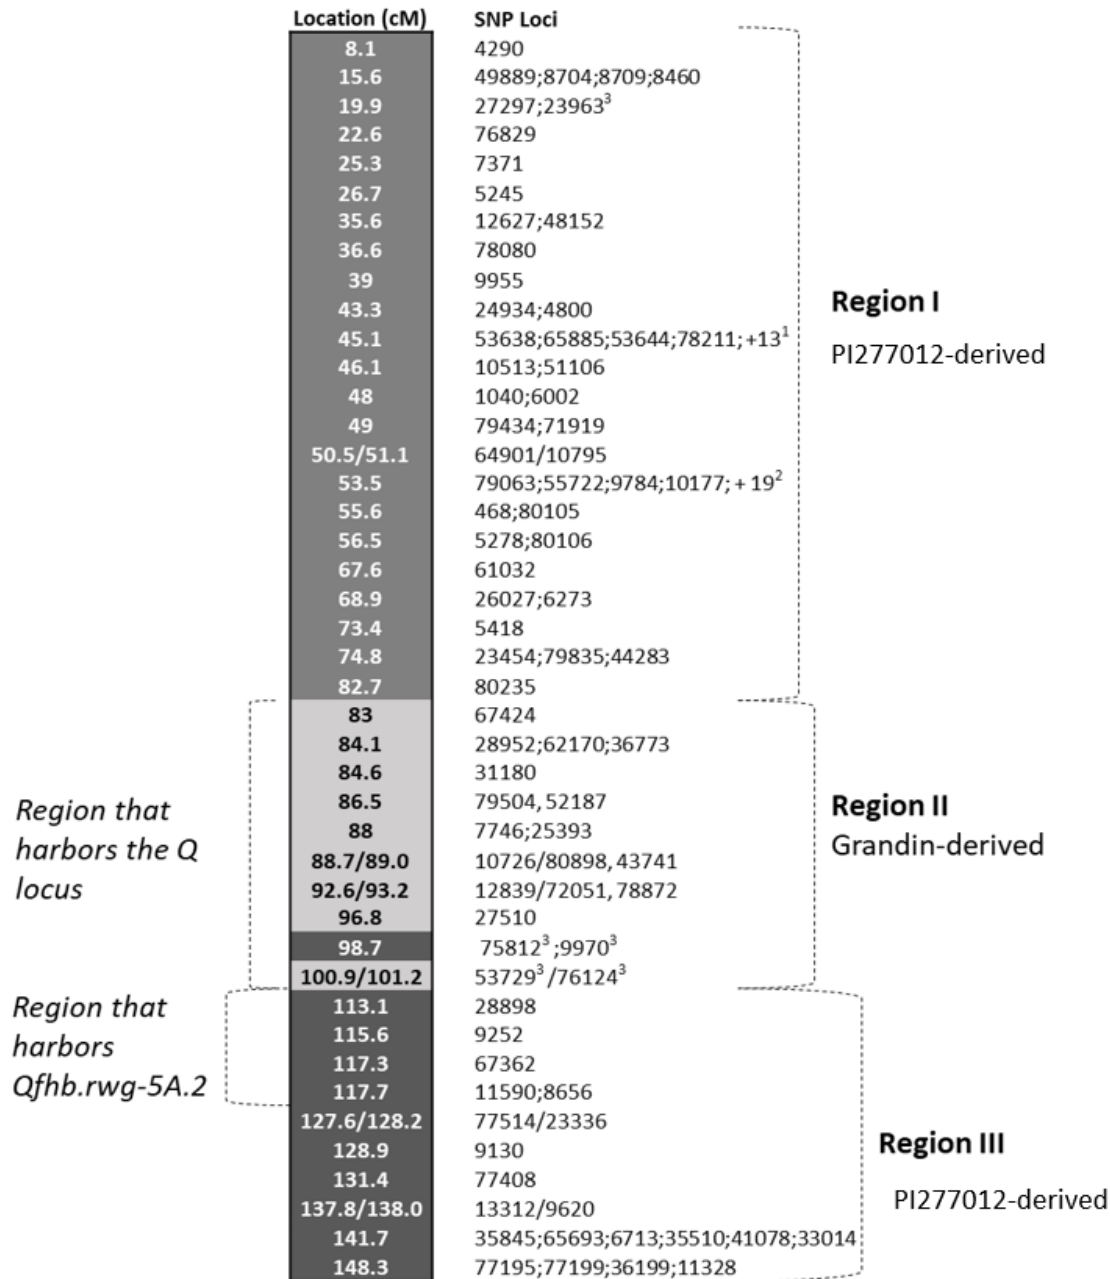 Location (cM) SNP Loci
8.1 4290
15.6 49889;8704;8709;8460
19.9 27297;23963³
22.6 76829
25.3 7371
26.7 5245
35.6 12627;48152
36.6 78080
39 9955
43.3 24934;4800
45.1 53638;65885;53644;78211; +13¹
46.1 10513;51106
48 1040;6002
49 79434;71919
50.5/51.1 64901/10795
53.5 79063;55722;9784;10177; + 19²
55.6 468;80105
56.5 5278;80106
67.6 61032
68.9 26027;6273
73.4 5418
74.8 23454;79835;44283
82.7 80235
83 67424
84.1 28952;62170;36773
84.6 31180
86.5 79504, 52187
88 7746;25393
88.7/89.0 10726/80898, 43741
92.6/93.2 12839/72051, 78872
96.8 27510
98.7 75812³ ;9970³
100.9/101.2 53729³ /76124³
113.1 28898
115.6 9252
117.3 67362
117.7 11590;8656
127.6/128.2 77514/23336
128.9 9130
131.4 77408
137.8/138.0 13312/9620
141.7 35845;65693;6713;35510;41078;33014
148.3 77195;77199;36199;11328
Region I
PI277012-derived
Region II
Grandin-derived
Region III
PI277012-derived
Region that
harbors the Q
locus
Region that
harbors
Qfhb.rwg-5A.2